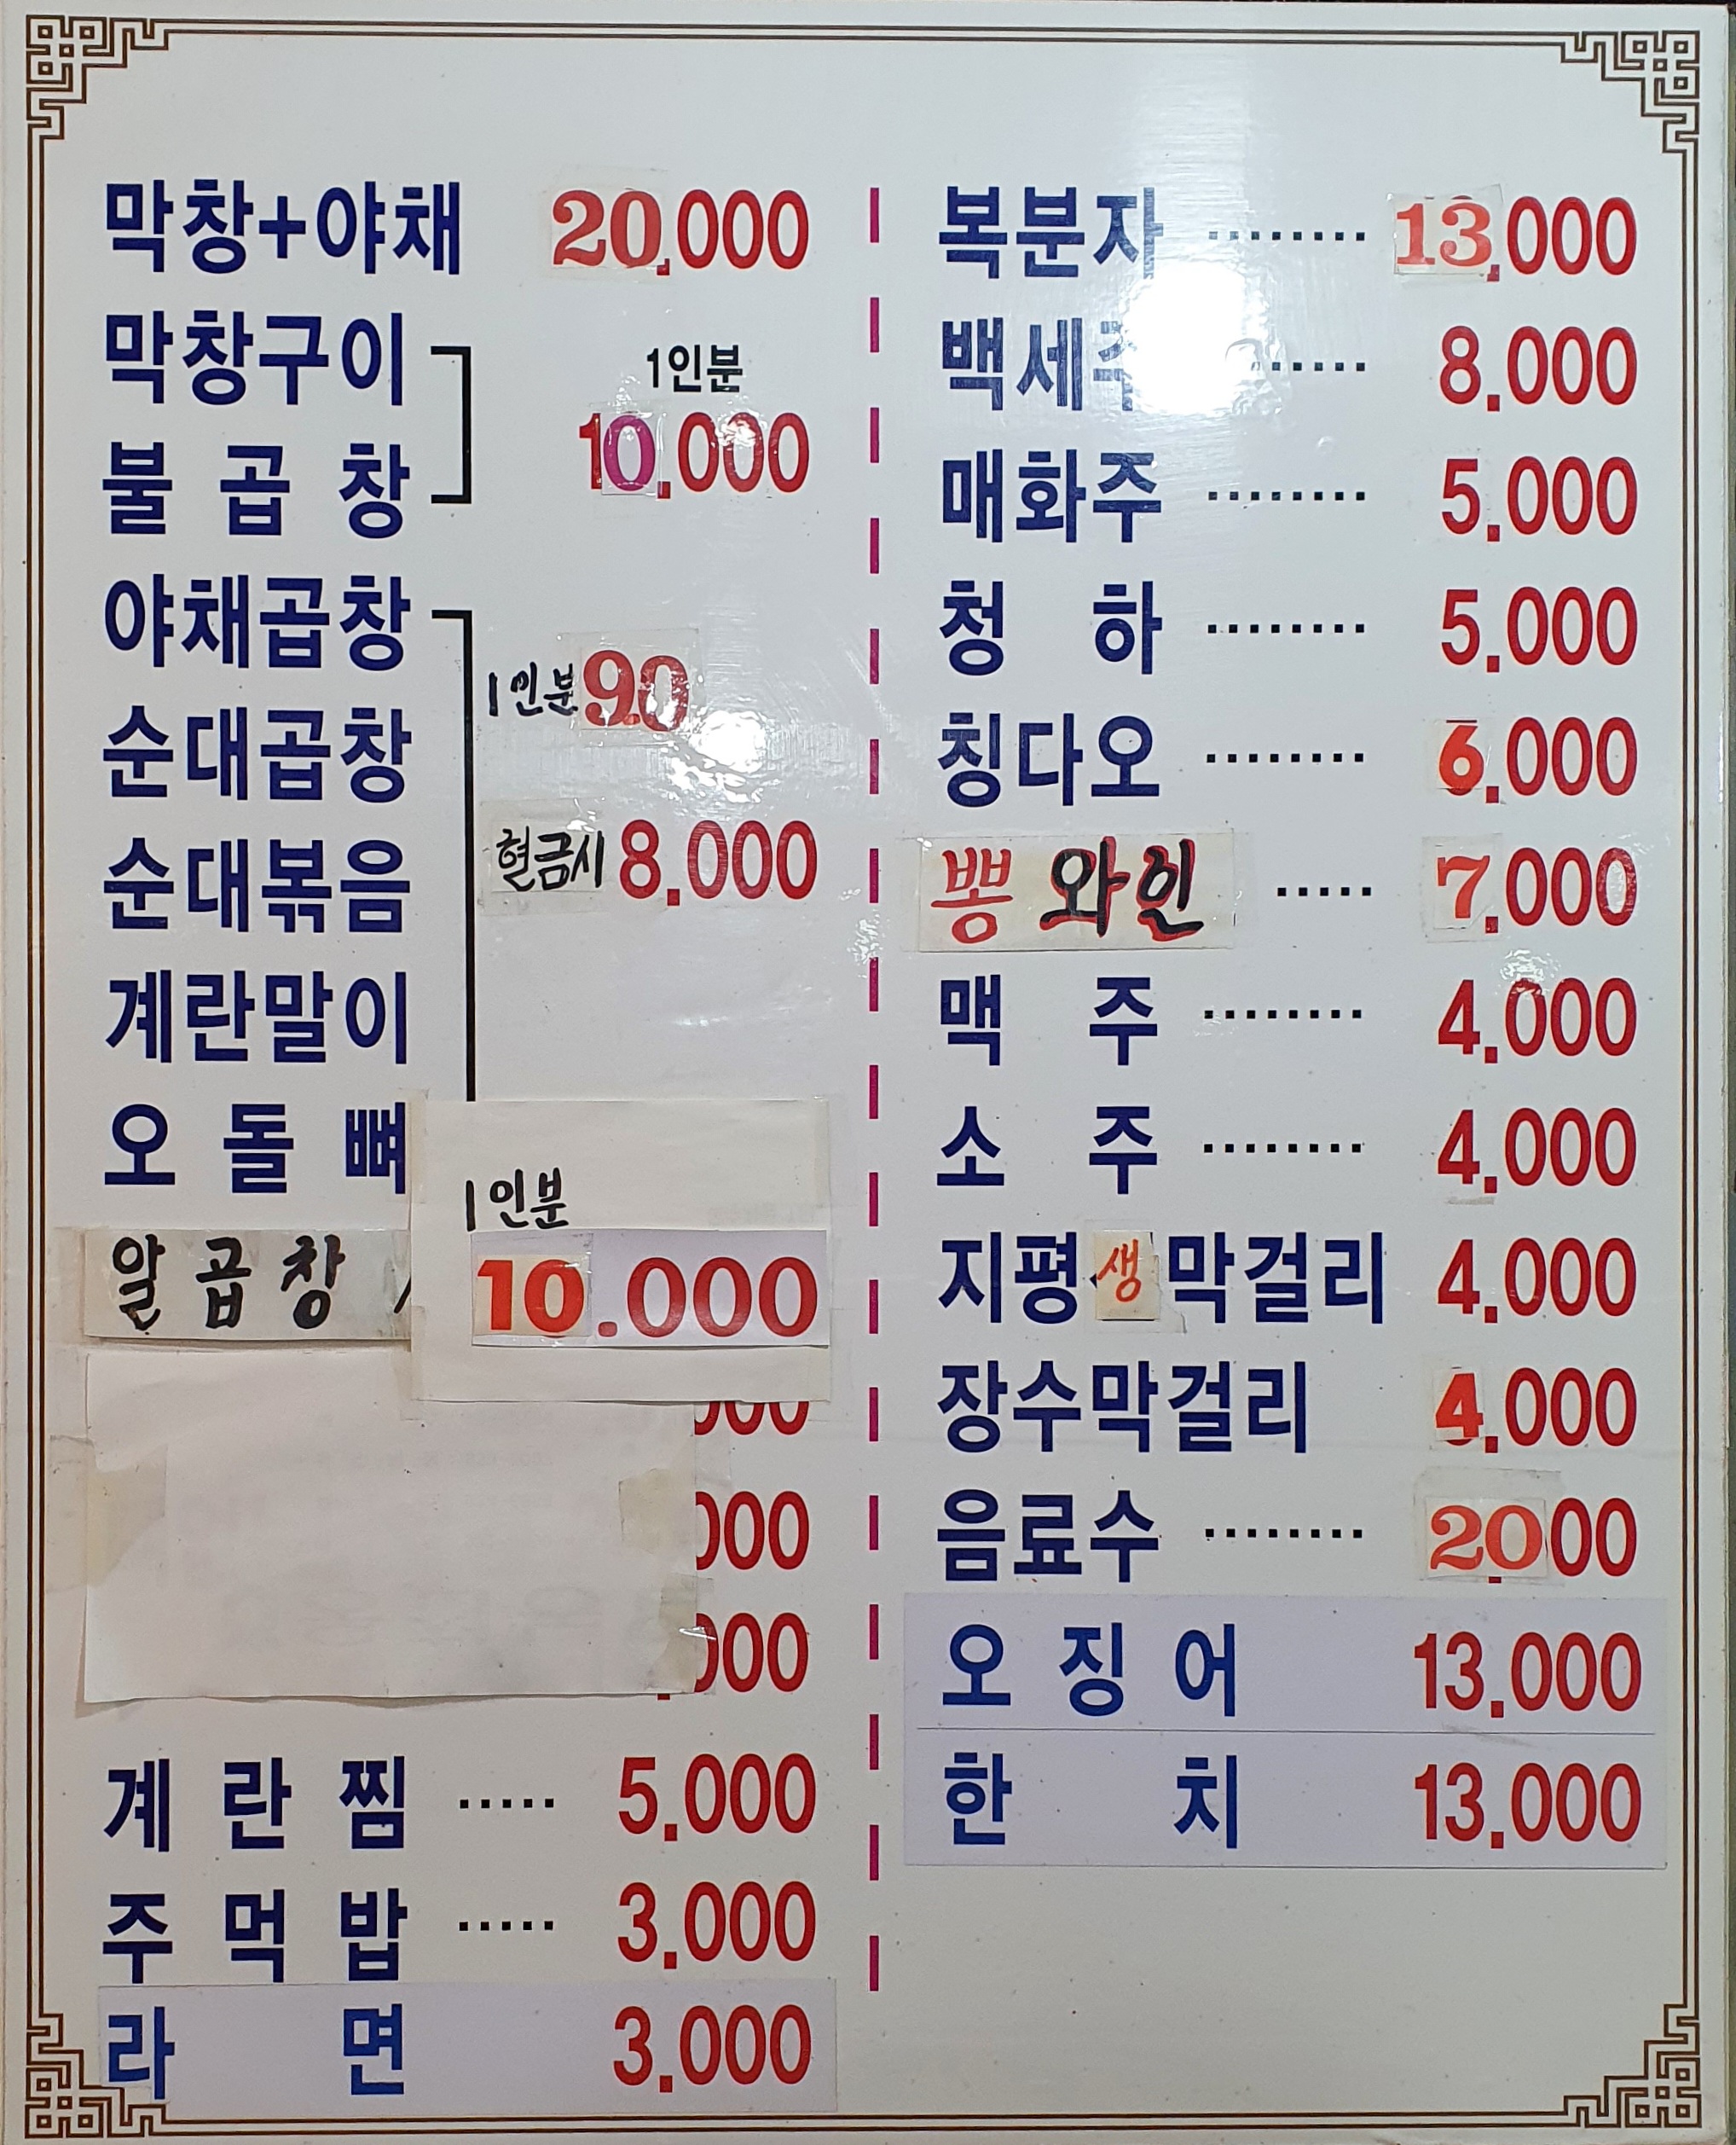 막창+야채 20.000
막창구이
1인분
10.000
불 곱 창
야채곱창
1인분 9.0
순대곱창
현금시 8.000
순대볶음
계란말이
오 돌 뼈
1인분
알 곱 창
10.000
000
000
000
계 란 찜 ..... 5.000
주 먹 밥 ..... 3.000
라 면 3.000
복분자 ........ 13.000
백세주 ..... 8.000
매화주 ........ 5.000
청 하 ........ 5.000
칭다오 ........ 6.000
뽕 와인 ..... 7.000
맥 주 ........ 4.000
소 주 ........ 4.000
지평 생 막걸리 4.000
장수막걸리 4.000
음료수 ........ 2000
오 징 어 13.000
한 치 13.000